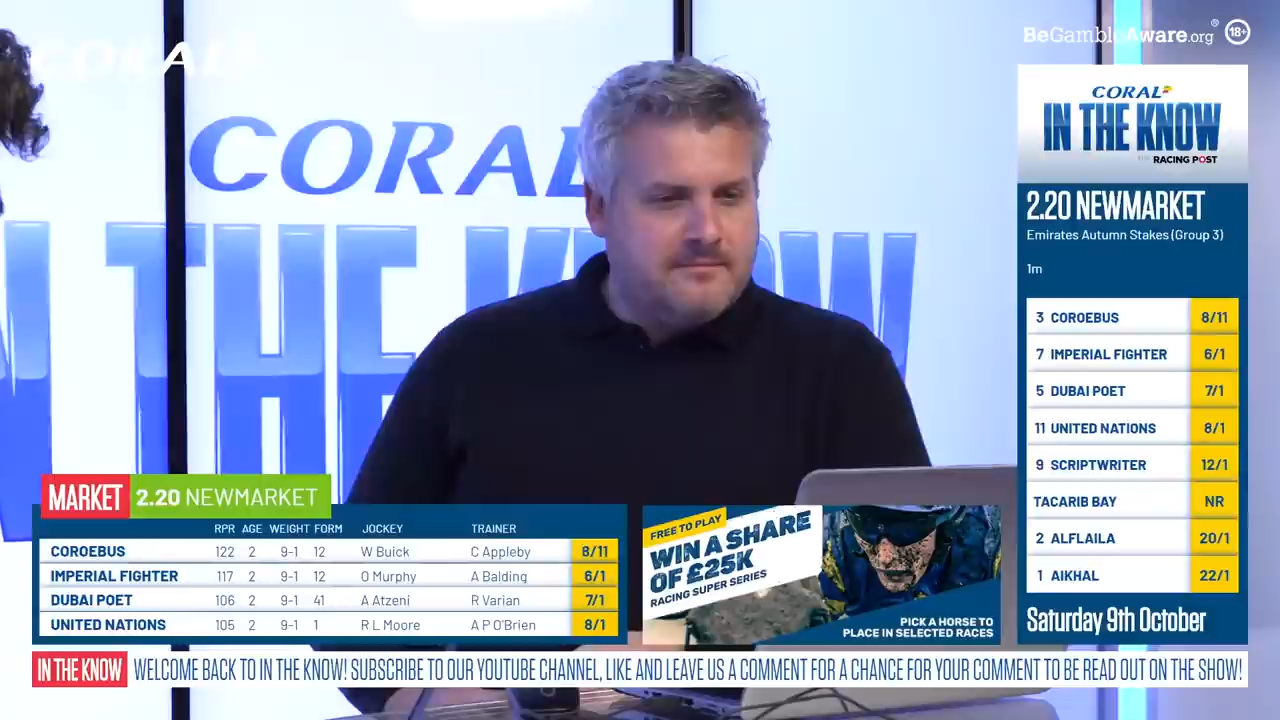 CORAL
BeGambleAware.org® 18+
CORAL
IN THE KNOW
CORAL
IN THE KNOW
RACING POST
2.20 NEWMARKET
Emirates Autumn Stakes (Group 3)
1m
3 COROEBUS 8/11
7 IMPERIAL FIGHTER 6/1
5 DUBAI POET 7/1
11 UNITED NATIONS 8/1
9 SCRIPTWRITER 12/1
TACARIB BAY NR
2 ALFLAILA 20/1
1 AIKHAL 22/1
Saturday 9th October
MARKET 2.20 NEWMARKET
RPR AGE WEIGHT FORM JOCKEY TRAINER
COROEBUS 122 2 9-1 12 W Buick C Appleby 8/11
IMPERIAL FIGHTER 117 2 9-1 12 O Murphy A Balding 6/1
DUBAI POET 106 2 9-1 41 A Atzeni R Varian 7/1
UNITED NATIONS 105 2 9-1 1 R L Moore A P O'Brien 8/1
FREE TO PLAY
WIN A SHARE
OF £25K
RACING SUPER SERIES
PICK A HORSE TO
PLACE IN SELECTED RACES
IN THE KNOW WELCOME BACK TO IN THE KNOW! SUBSCRIBE TO OUR YOUTUBE CHANNEL, LIKE AND LEAVE US A COMMENT FOR A CHANCE FOR YOUR COMMENT TO BE READ OUT ON THE SHOW!